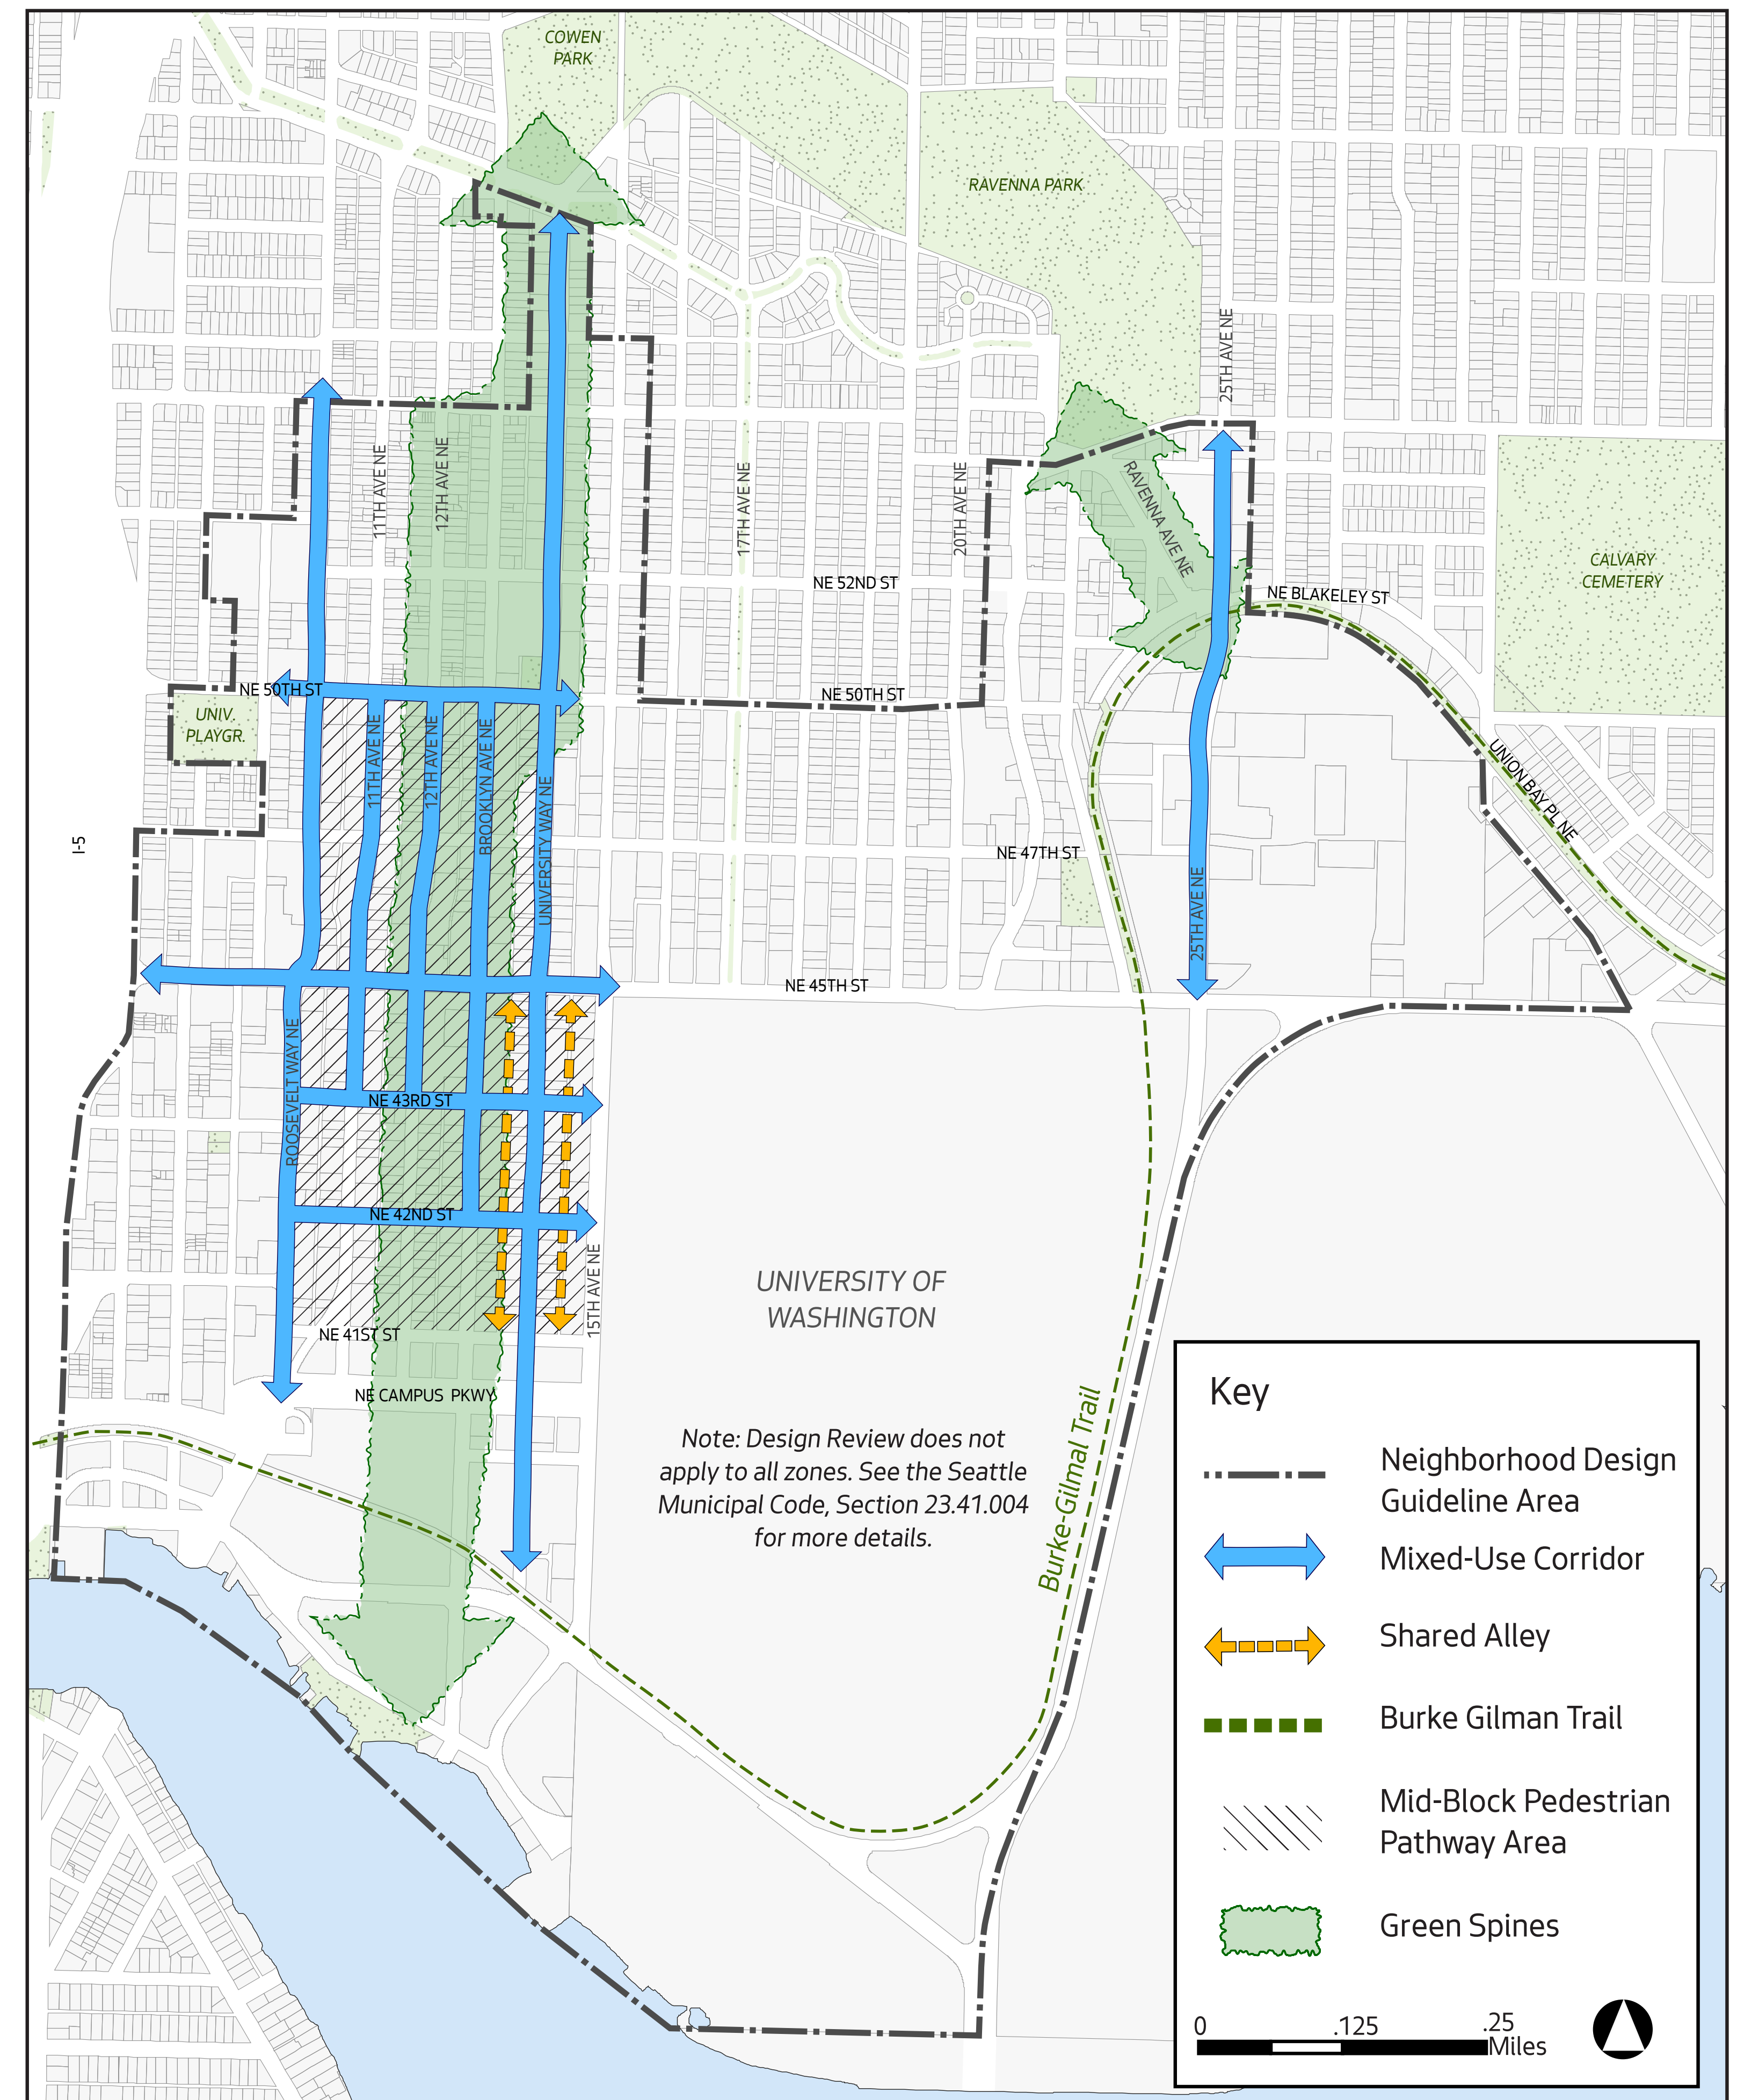 COWEN
PARK
RAVENNA PARK
25TH AVE NE
11TH AVE NE
12TH AVE NE
17TH AVE NE
20TH AVE NE
RAVENNA AVE NE
CALVARY
CEMETERY
NE 52ND ST
NE BLAKELEY ST
NE 50TH ST
NE 50TH ST
UNIV.
PLAYGR.
11TH AVE NE
12TH AVE NE
BROOKLYN AVE NE
UNIVERSITY WAY NE
UNION BAY PL NE
I-5
NE 47TH ST
25TH AVE NE
NE 45TH ST
ROOSEVELT WAY NE
NE 43RD ST
NE 42ND ST
15TH AVE NE
UNIVERSITY OF
WASHINGTON
NE 41ST ST
NE CAMPUS PKWY
Note: Design Review does not
apply to all zones. See the Seattle
Municipal Code, Section 23.41.004
for more details.
Burke-Gilmal Trail
Key
Neighborhood Design
Guideline Area
Mixed-Use Corridor
Shared Alley
Burke Gilman Trail
Mid-Block Pedestrian
Pathway Area
Green Spines
0 .125 .25
Miles